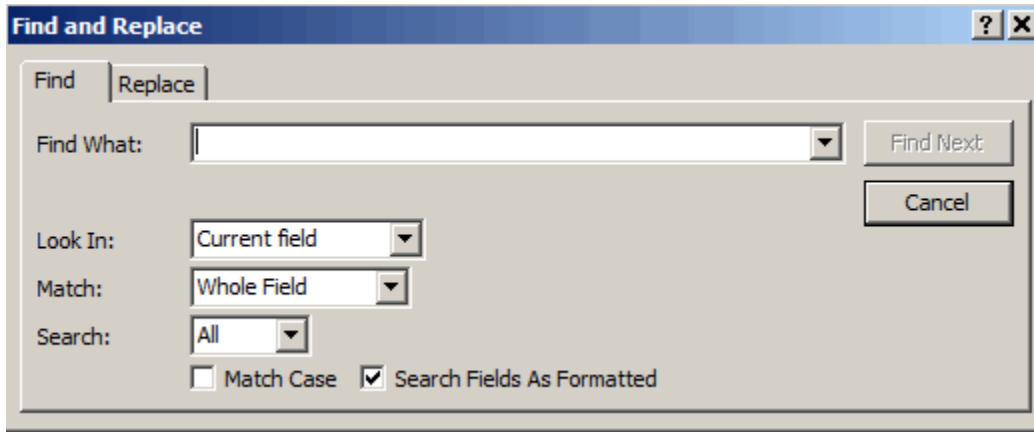 Find and Replace
Find Replace
Find What: Find Next
Cancel
Look In: Current field
Match: Whole Field
Search: All
Match Case Search Fields As Formatted